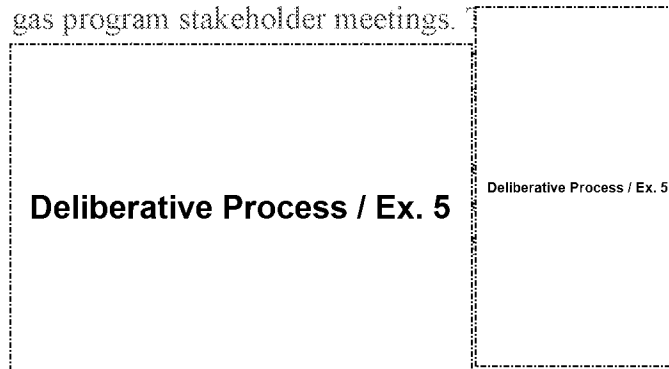 gas program stakeholder meetings.
Deliberative Process / Ex. 5
Deliberative Process / Ex. 5